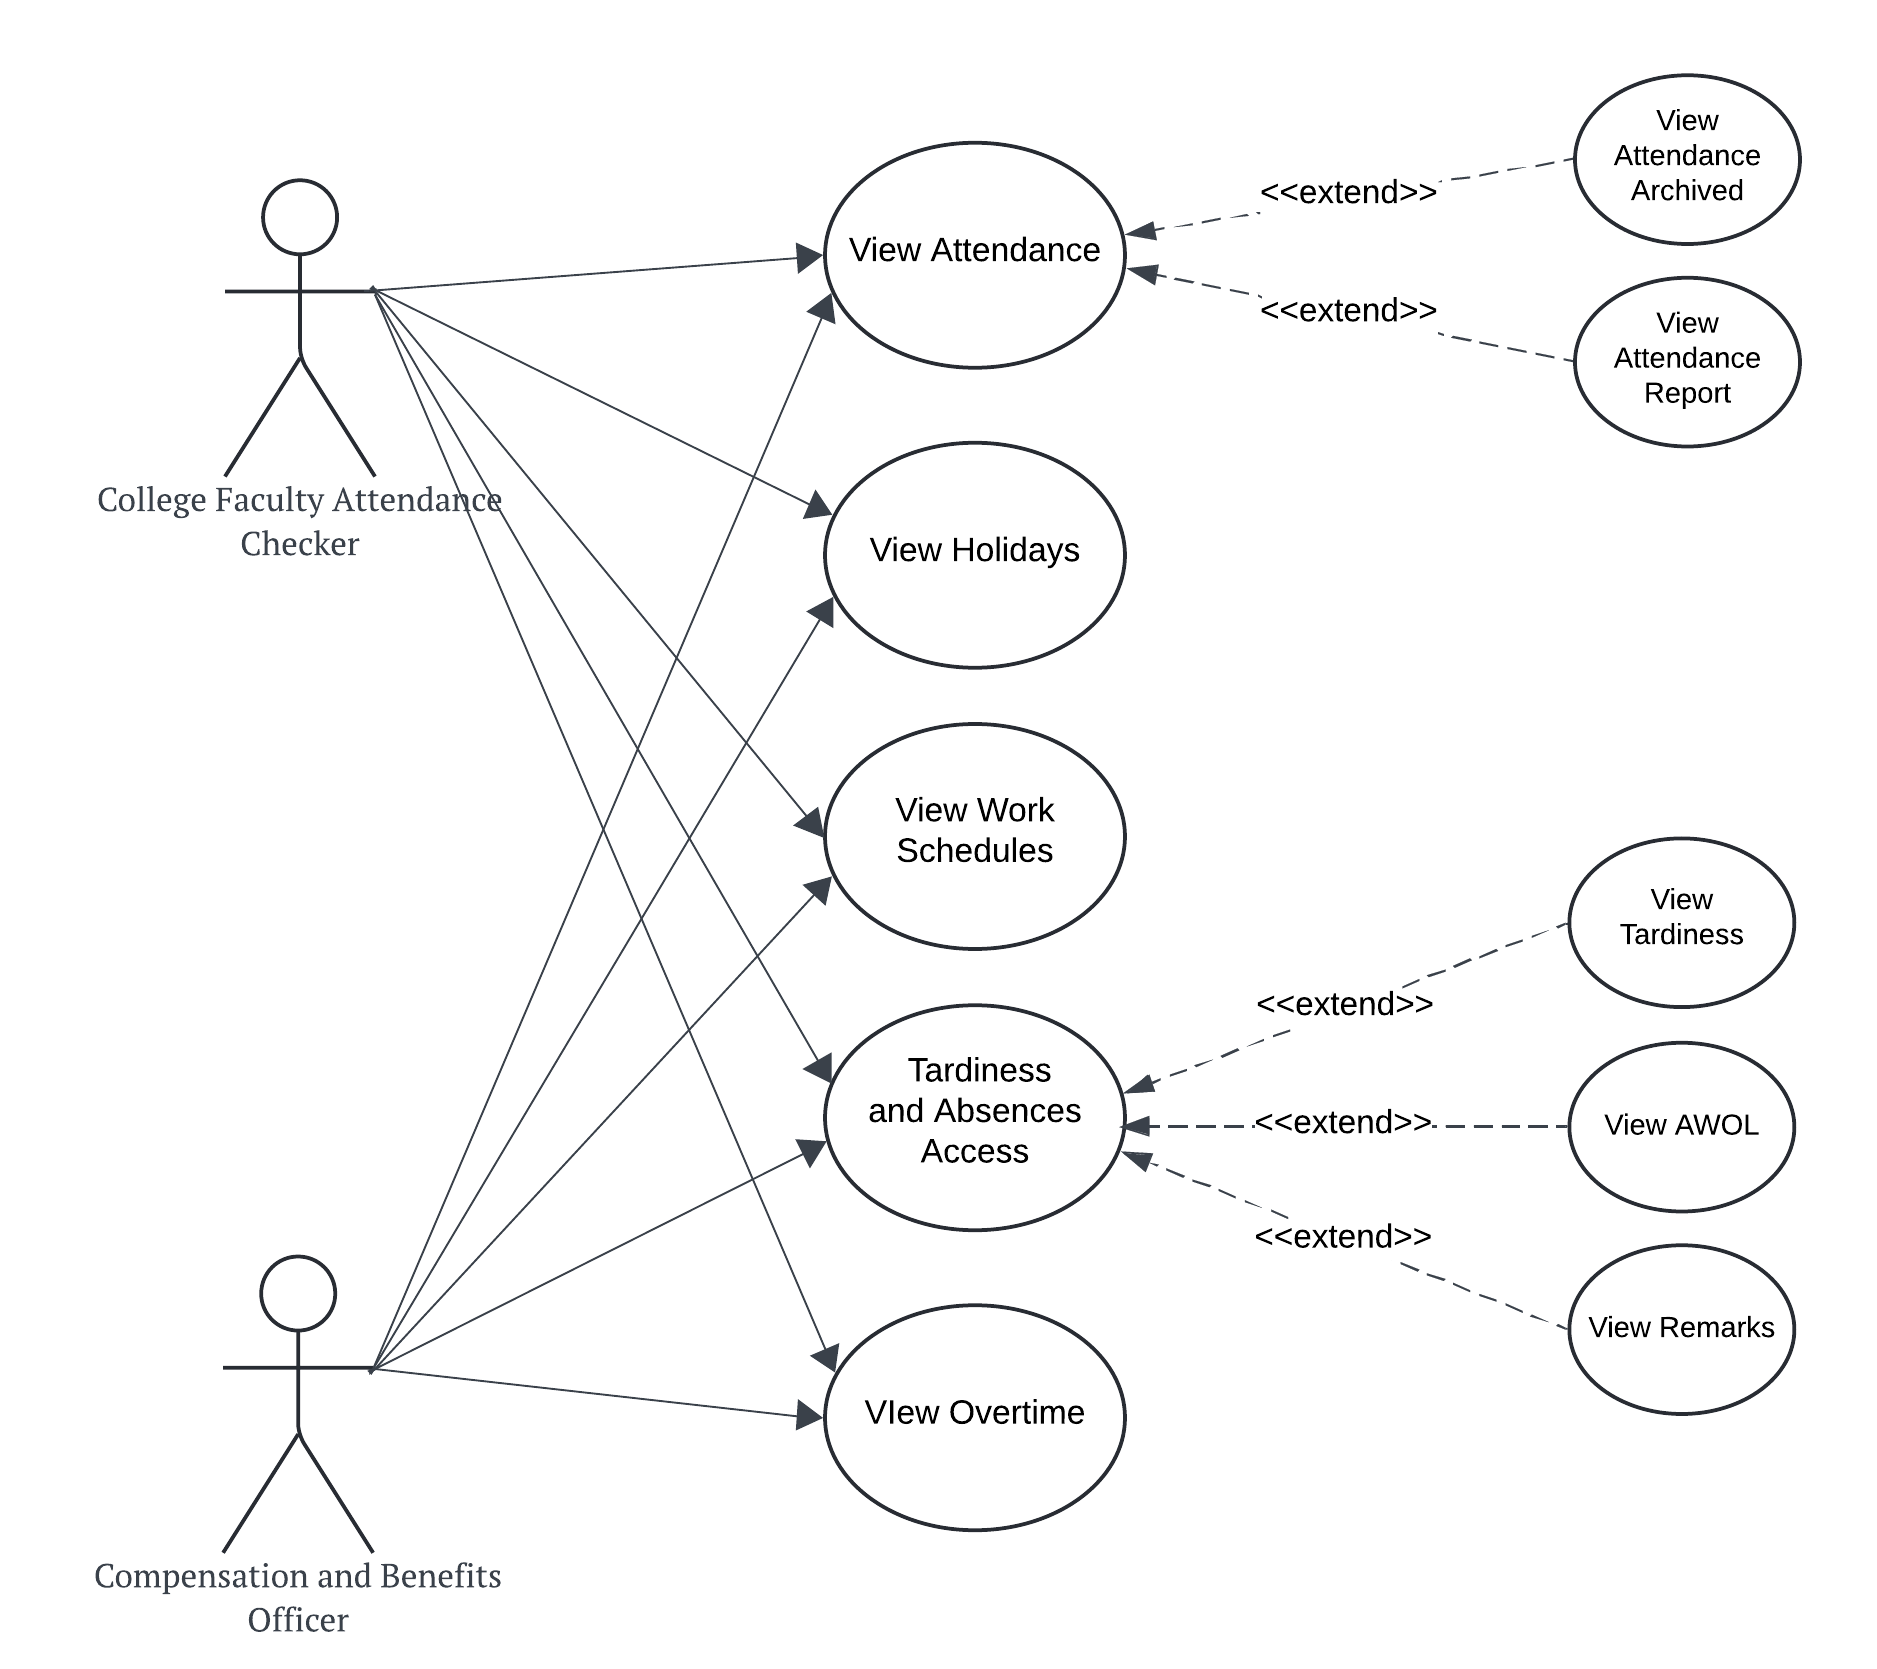 View
Attendance
Archived
<<extend>>
View Attendance
<<extend>>
View
Attendance
Report
College Faculty Attendance
Checker
View Holidays
View Work
Schedules
View
Tardiness
<<extend>>
Tardiness
and Absences
Access
<<extend>>
View AWOL
<<extend>>
View Remarks
VIew Overtime
Compensation and Benefits
Officer